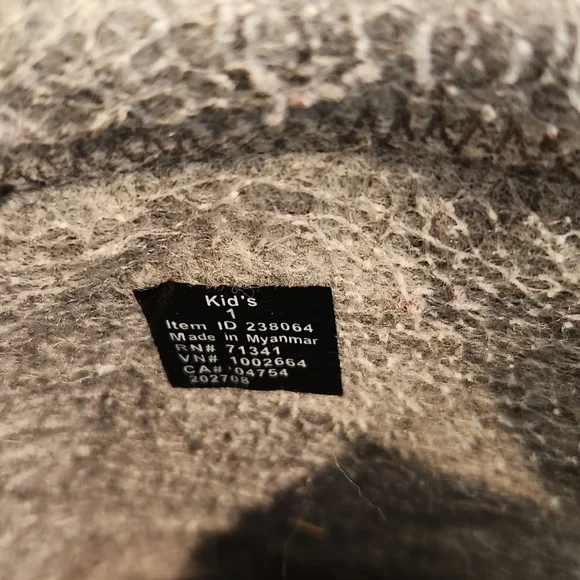 Kid's
1
Item ID 238064
Made in Myanmar
RN# 71341
VN# 1002664
CA# 04754
202708